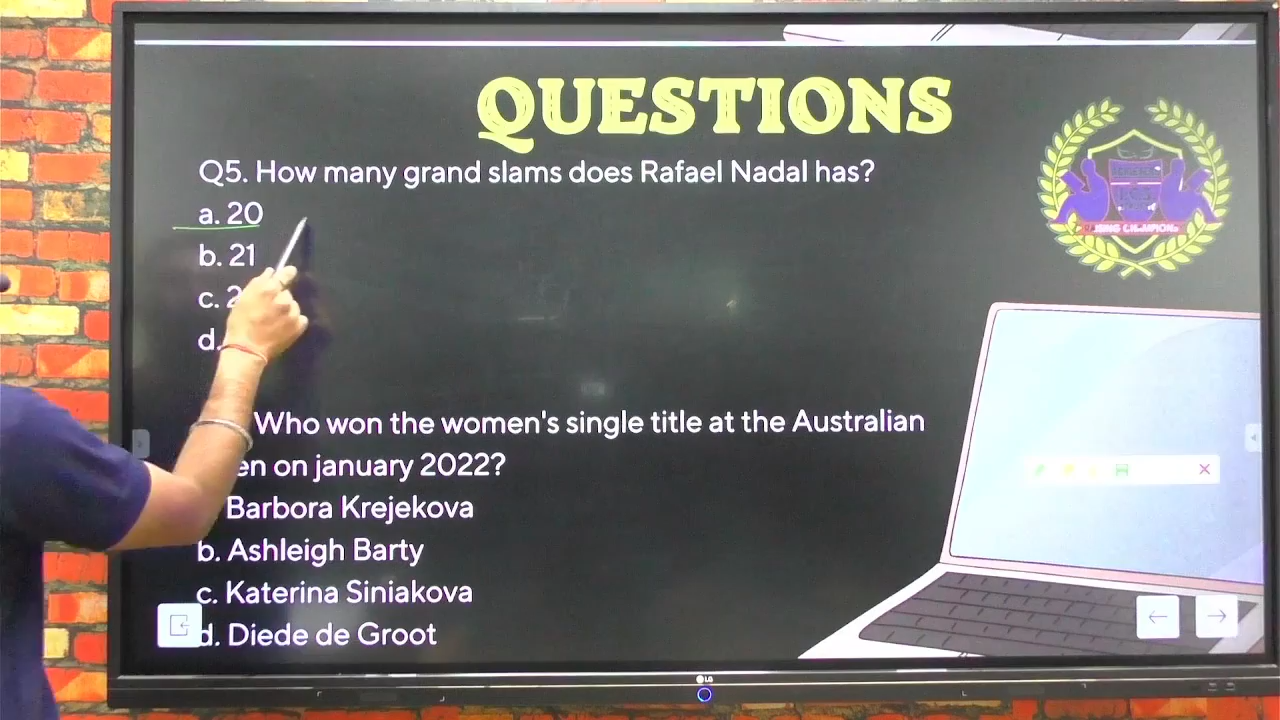 QUESTIONS
Q5. How many grand slams does Rafael Nadal has?
a. 20
b. 21
c. 2
d.
Who won the women's single title at the Australian
en on january 2022?
Barbora Krejekova
b. Ashleigh Barty
c. Katerina Siniakova
d. Diede de Groot
LG